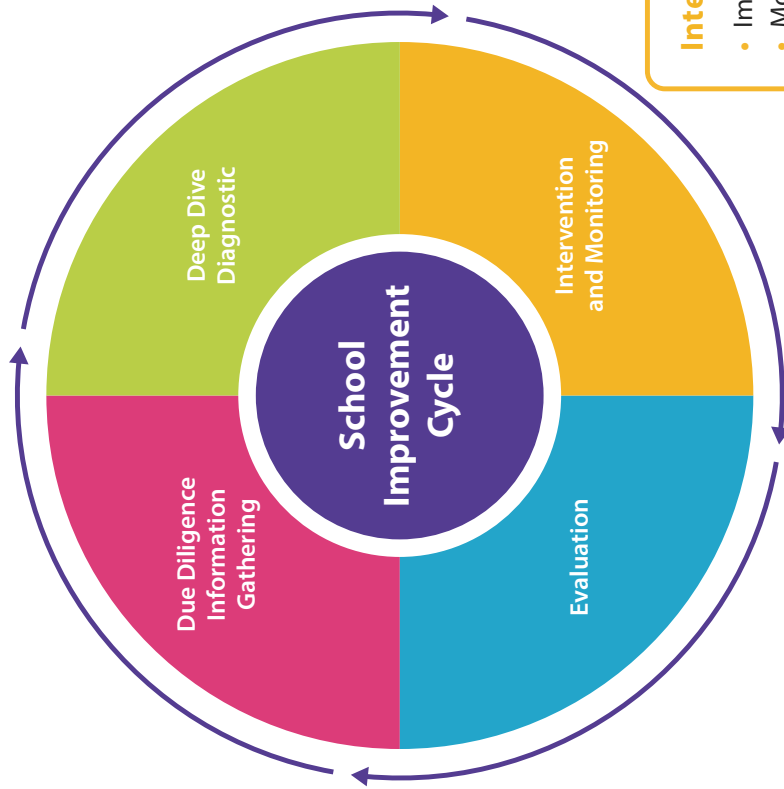 Due Diligence
Information
Gathering
Deep Dive
Diagnostic
School
Improvement
Cycle
Evaluation
Intervention
and Monitoring